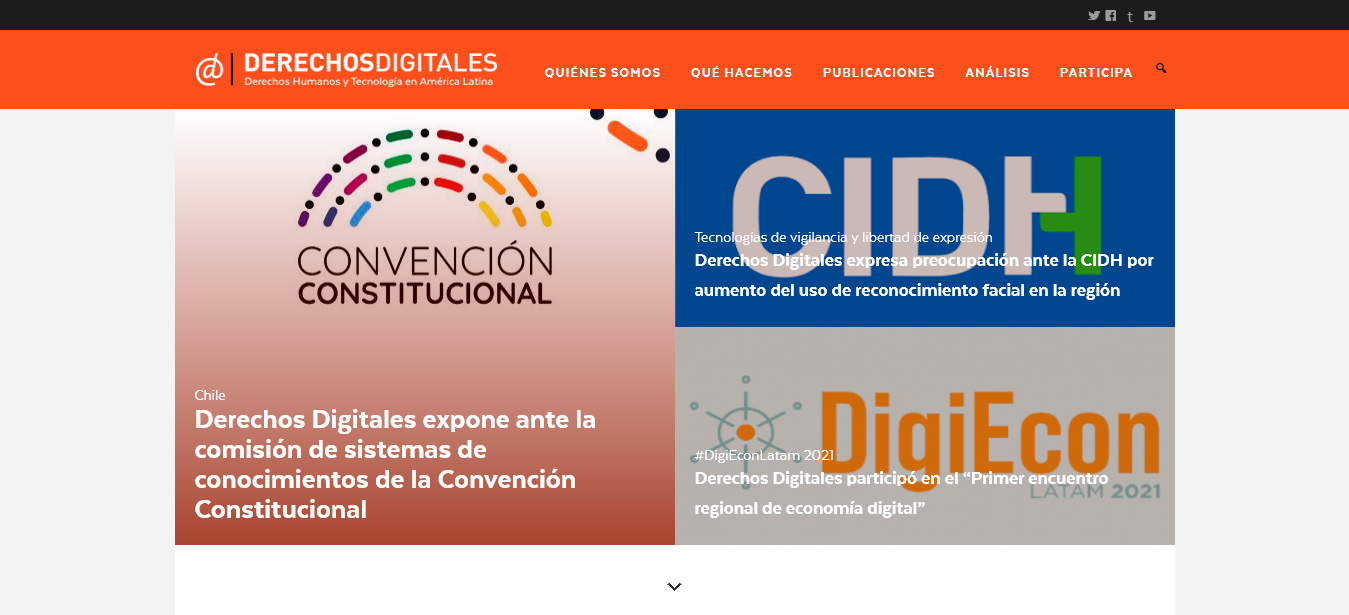 DERECHOSDIGITALES
Derechos Humanos y Tecnología en América Latina
QUIÉNES SOMOS QUÉ HACEMOS PUBLICACIONES ANÁLISIS PARTICIPA
CONVENCIÓN
CONSTITUCIONAL
Chile
Derechos Digitales expone ante la
comisión de sistemas de
conocimientos de la Convención
Constitucional
CIDH
Tecnologías de vigilancia y libertad de expresión
Derechos Digitales expresa preocupación ante la CIDH por
aumento del uso de reconocimiento facial en la región
DigiEcon
LATAM 2021
#DigiEconLatam 2021
Derechos Digitales participó en el “Primer encuentro
regional de economía digital”